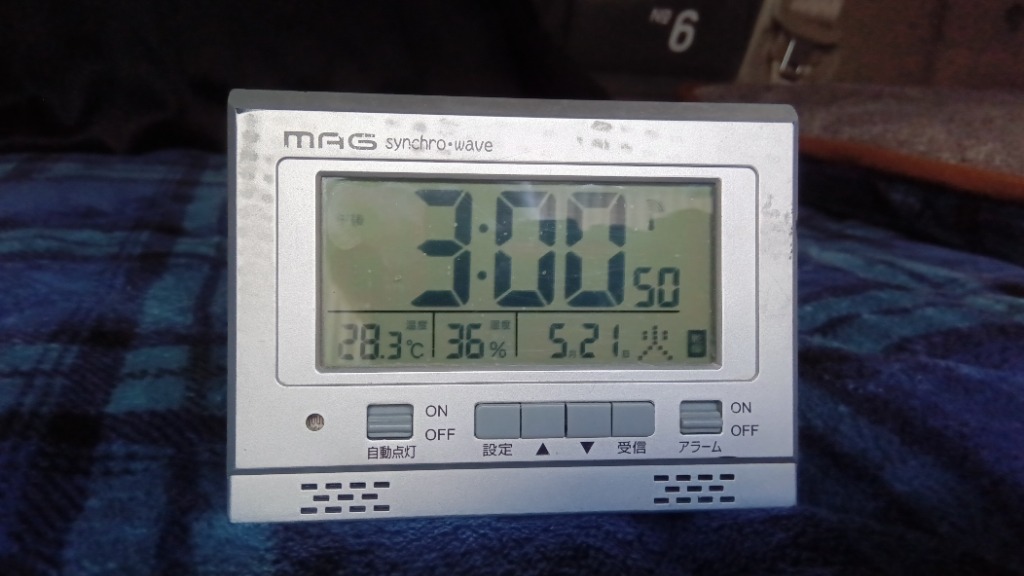 NO 6
MAG synchro・wave
午後 3:00 50
28.3 温度 ℃ 36 湿度 % 5月21日 火
ON
OFF
自動点灯
設定 ▲ ▼ 受信
ON
OFF
アラーム